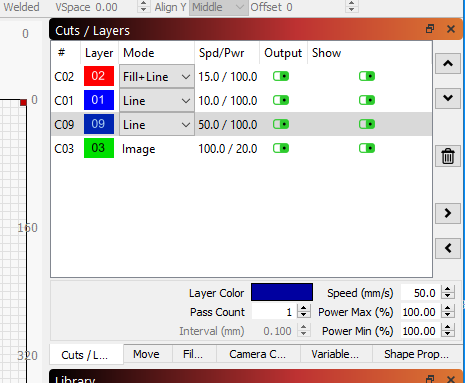 Welded VSpace 0.00 Align Y Middle Offset 0
0
Cuts / Layers
# Layer Mode Spd/Pwr Output Show
C02 02 Fill+Line 15.0 / 100.0
0
C01 01 Line 10.0 / 100.0
C09 09 Line 50.0 / 100.0
C03 03 Image 100.0 / 20.0
160
Layer Color Speed (mm/s) 50.0
Pass Count 1 Power Max (%) 100.00
Interval (mm) 0.100 Power Min (%) 100.00
320
Cuts / L... Move Fil... Camera C... Variable... Shape Prop...
Library